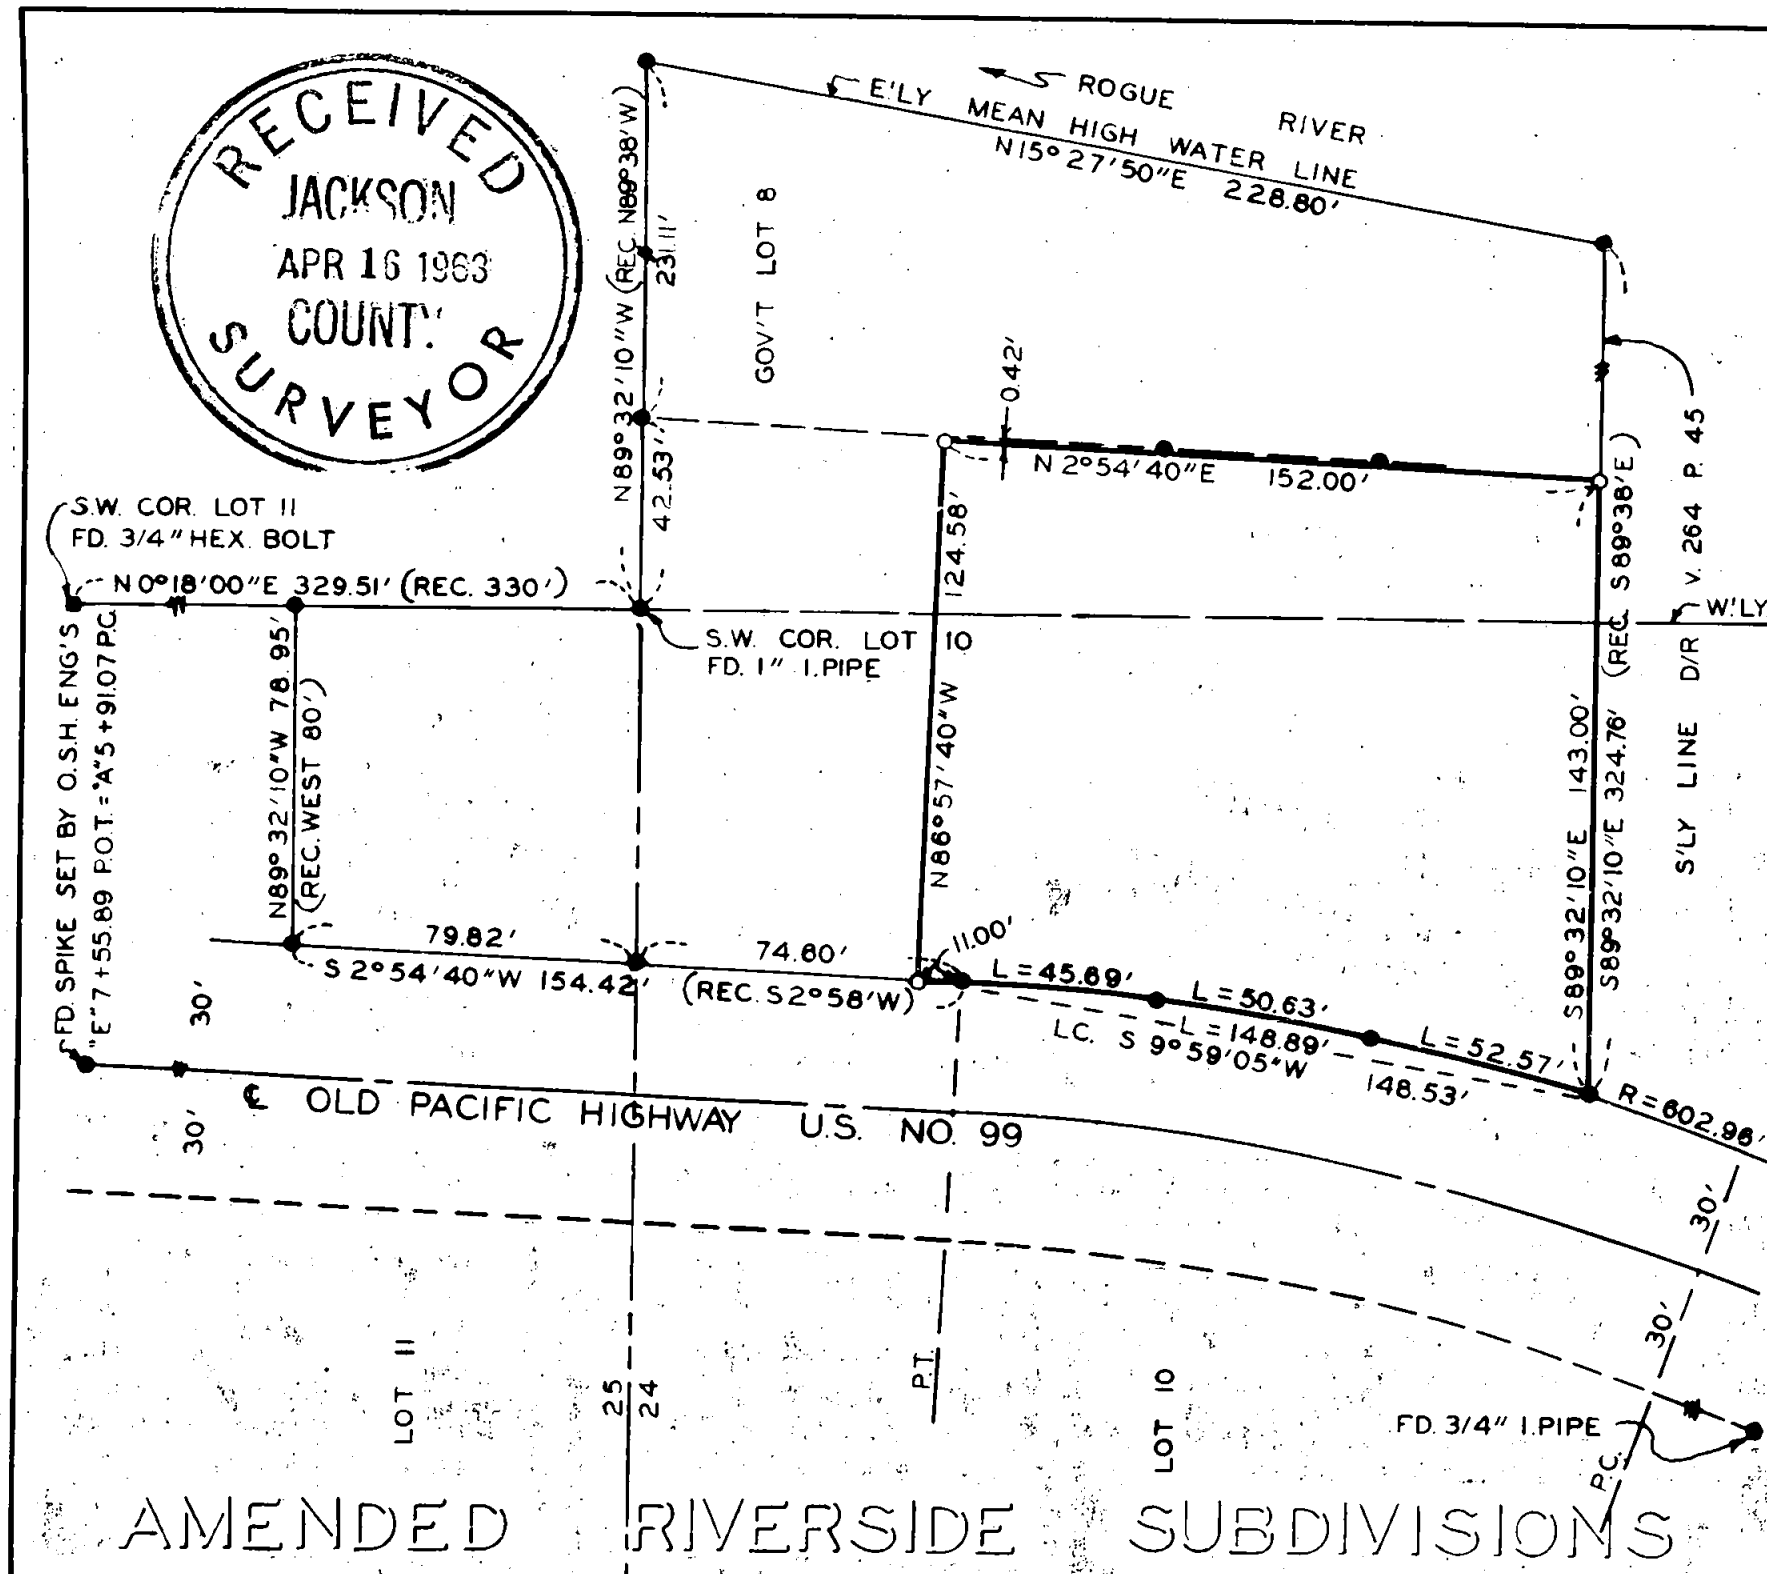 RECEIVED
JACKSON
APR 16 1963
COUNTY
SURVEYOR
ROGUE RIVER
E'LY MEAN HIGH WATER LINE
N15°27'50"E 228.80'
N89°32'10"W (REC. N89°38'W)
231.11'
42.53'
GOV'T LOT 8
0.42'
N 2°54'40"E 152.00'
124.58'
N86°57'40"W
S.W. COR. LOT 11
FD. 3/4" HEX. BOLT
N0°18'00"E 329.51' (REC. 330')
S.W. COR. LOT 10
FD. 1" I.PIPE
W'LY
(REC. S89°38'E)
S'LY LINE D/R V. 264 P. 45
S89°32'10"E 143.00'
S89°32'10"E 324.76'
FD. SPIKE SET BY O.S.H. ENG'S
"E"7+55.89 P.O.T.="A"5+91.07 P.C.
N89°32'10"W 78.95'
(REC. WEST 80')
79.82'
S 2°54'40"W 154.42'
74.60'
(REC. S2°58'W)
11.00'
L=45.69'
L=50.63'
L=52.57'
L=148.89'
L.C. S 9°59'05"W
148.53'
R=602.96'
30'
30'
℄ OLD PACIFIC HIGHWAY U.S. NO. 99
30'
30'
LOT 11
25
24
P.T.
LOT 10
P.C.
FD. 3/4" I.PIPE
AMENDED RIVERSIDE SUBDIVISIONS